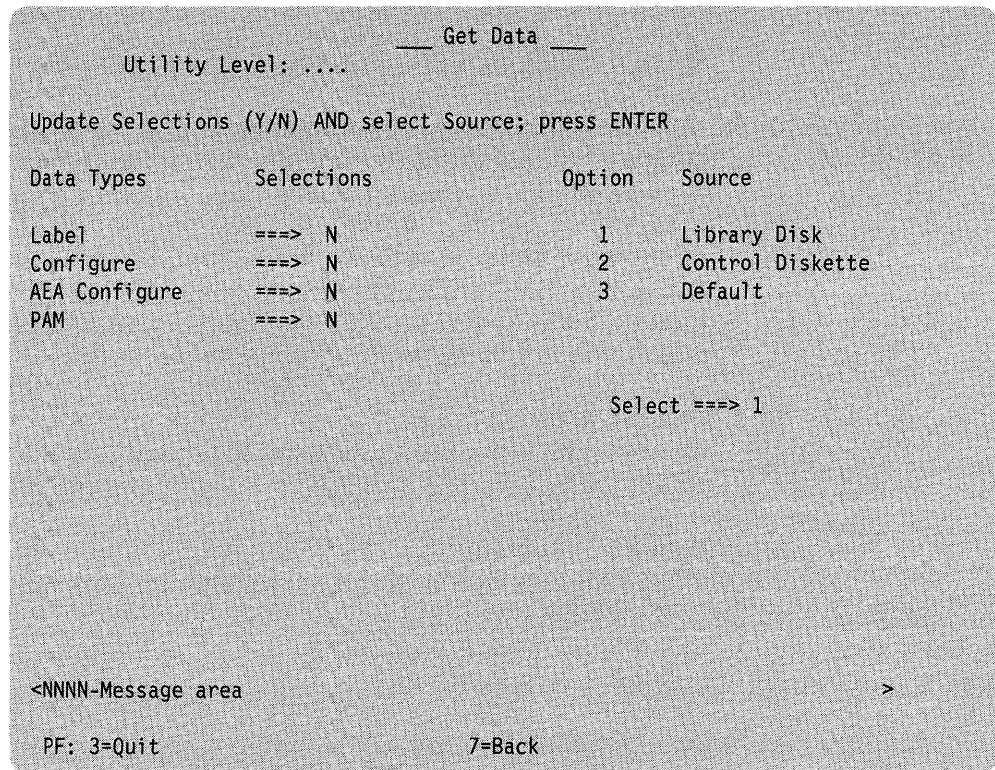 ___ Get Data ___
Utility Level: ....
Update Selections (Y/N) AND select Source; press ENTER
Data Types Selections Option Source
Label ===> N 1 Library Disk
Configure ===> N 2 Control Diskette
AEA Configure ===> N 3 Default
PAM ===> N
Select ===> 1
<NNNN-Message area >
PF: 3=Quit 7=Back